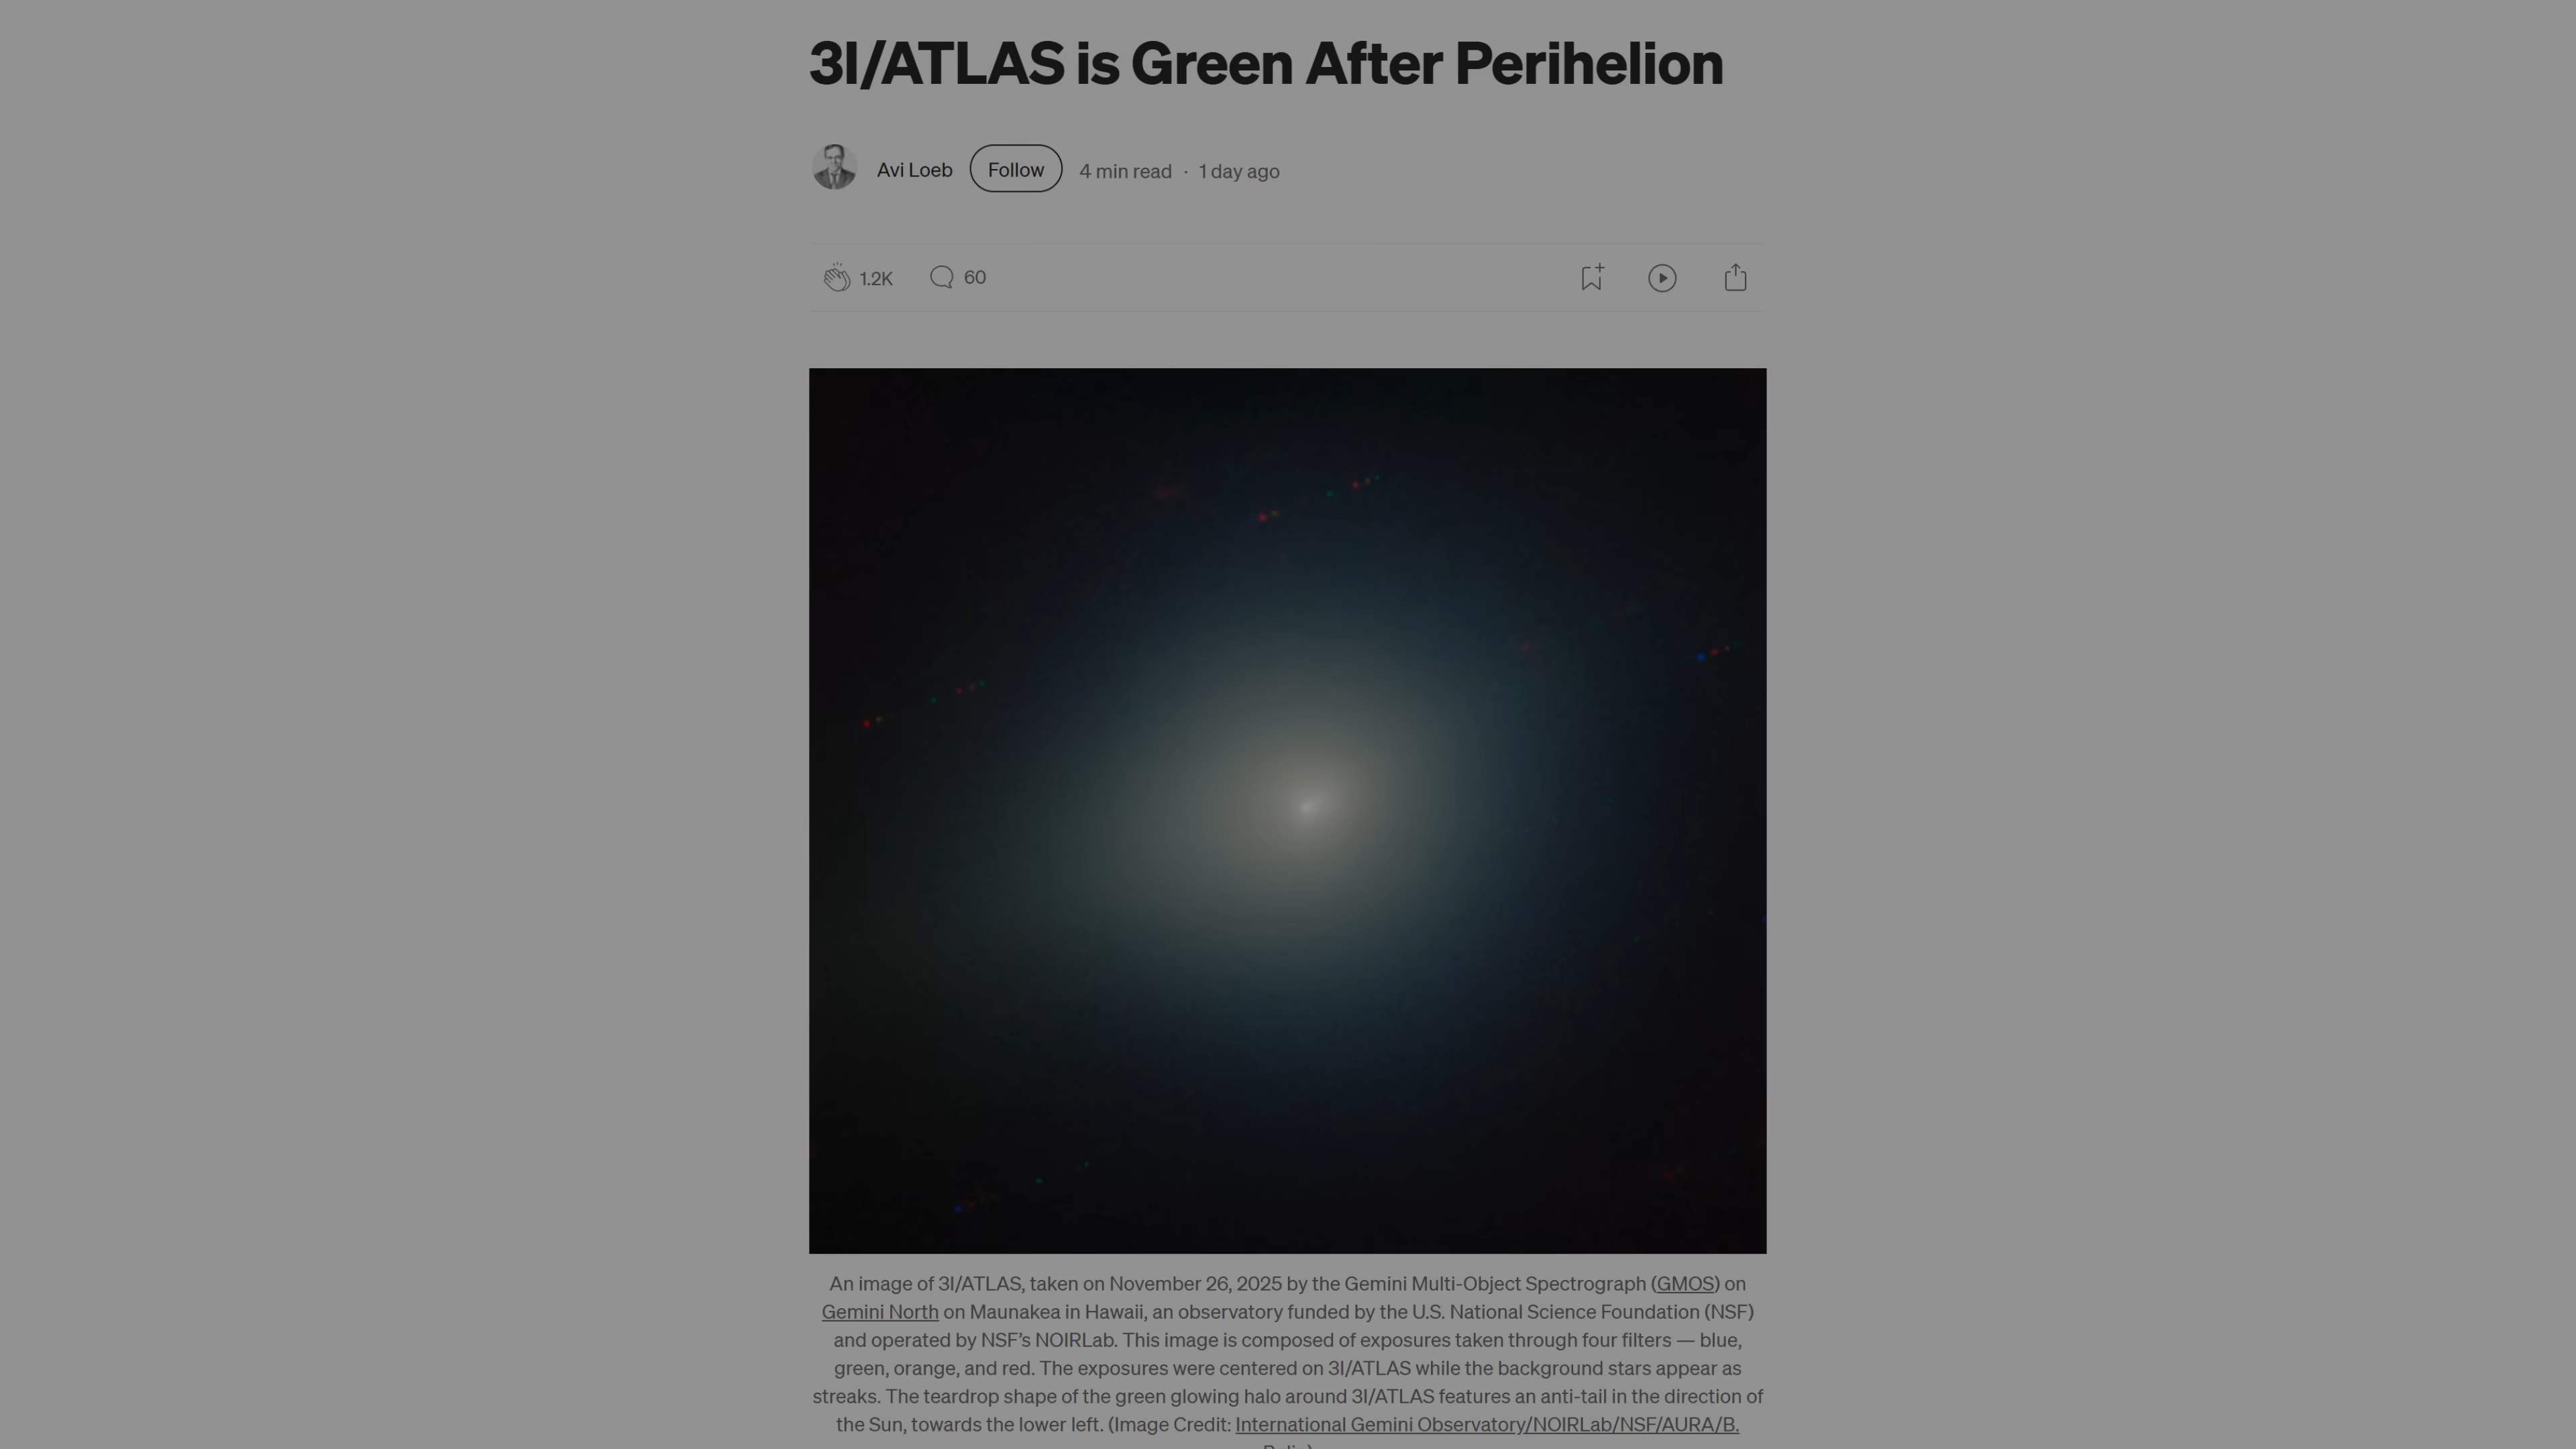 3I/ATLAS is Green After Perihelion
Avi Loeb Follow 4 min read · 1 day ago
1.2K 60
An image of 3I/ATLAS, taken on November 26, 2025 by the Gemini Multi-Object Spectrograph (GMOS) on
Gemini North on Maunakea in Hawaii, an observatory funded by the U.S. National Science Foundation (NSF)
and operated by NSF’s NOIRLab. This image is composed of exposures taken through four filters — blue,
green, orange, and red. The exposures were centered on 3I/ATLAS while the background stars appear as
streaks. The teardrop shape of the green glowing halo around 3I/ATLAS features an anti-tail in the direction of
the Sun, towards the lower left. (Image Credit: International Gemini Observatory/NOIRLab/NSF/AURA/B.